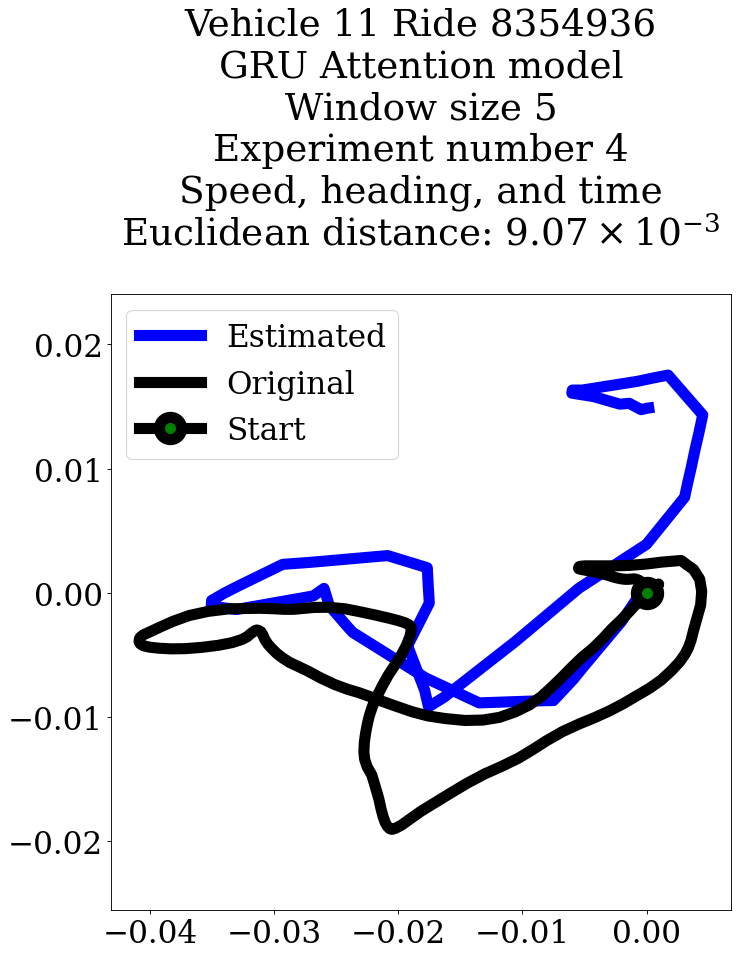 Vehicle 11 Ride 8354936
GRU Attention model
Window size 5
Experiment number 4
Speed, heading, and time
Euclidean distance: 9.07 × 10⁻³
Estimated
Original
Start
0.02
0.01
0.00
−0.01
−0.02
−0.04 −0.03 −0.02 −0.01 0.00